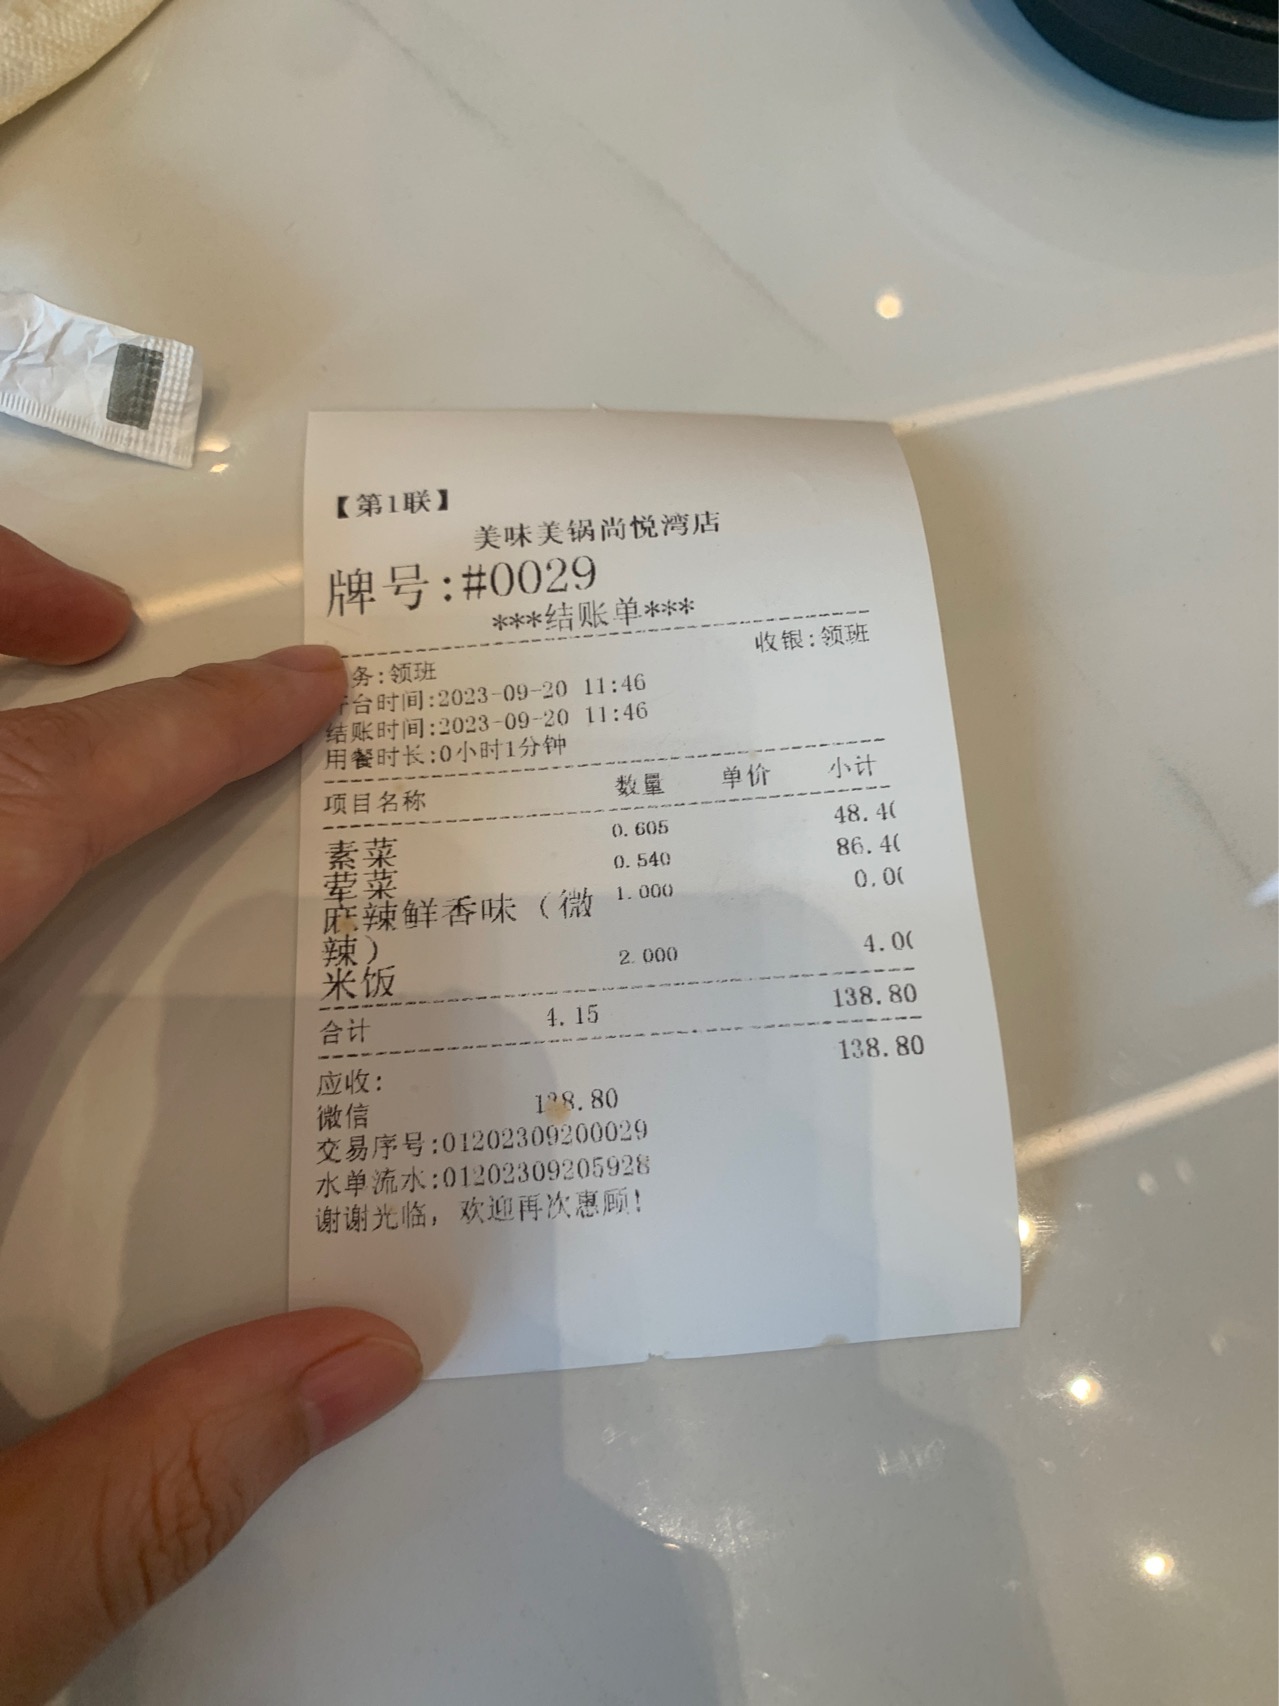 【第1联】
美味美锅尚悦湾店
牌号:#0029
***结账单***
务:领班 收银:领班
台时间:2023-09-20 11:46
结账时间:2023-09-20 11:46
用餐时长:0小时1分钟
项目名称 数量 单价 小计
素菜 0.605 48.4
荤菜 0.540 86.4
麻辣鲜香味（微 1.000 0.0
辣）
米饭 2.000 4.0
合计 4.15 138.80
应收: 138.80
微信 138.80
交易序号:01202309200029
水单流水:01202309205928
谢谢光临，欢迎再次惠顾!